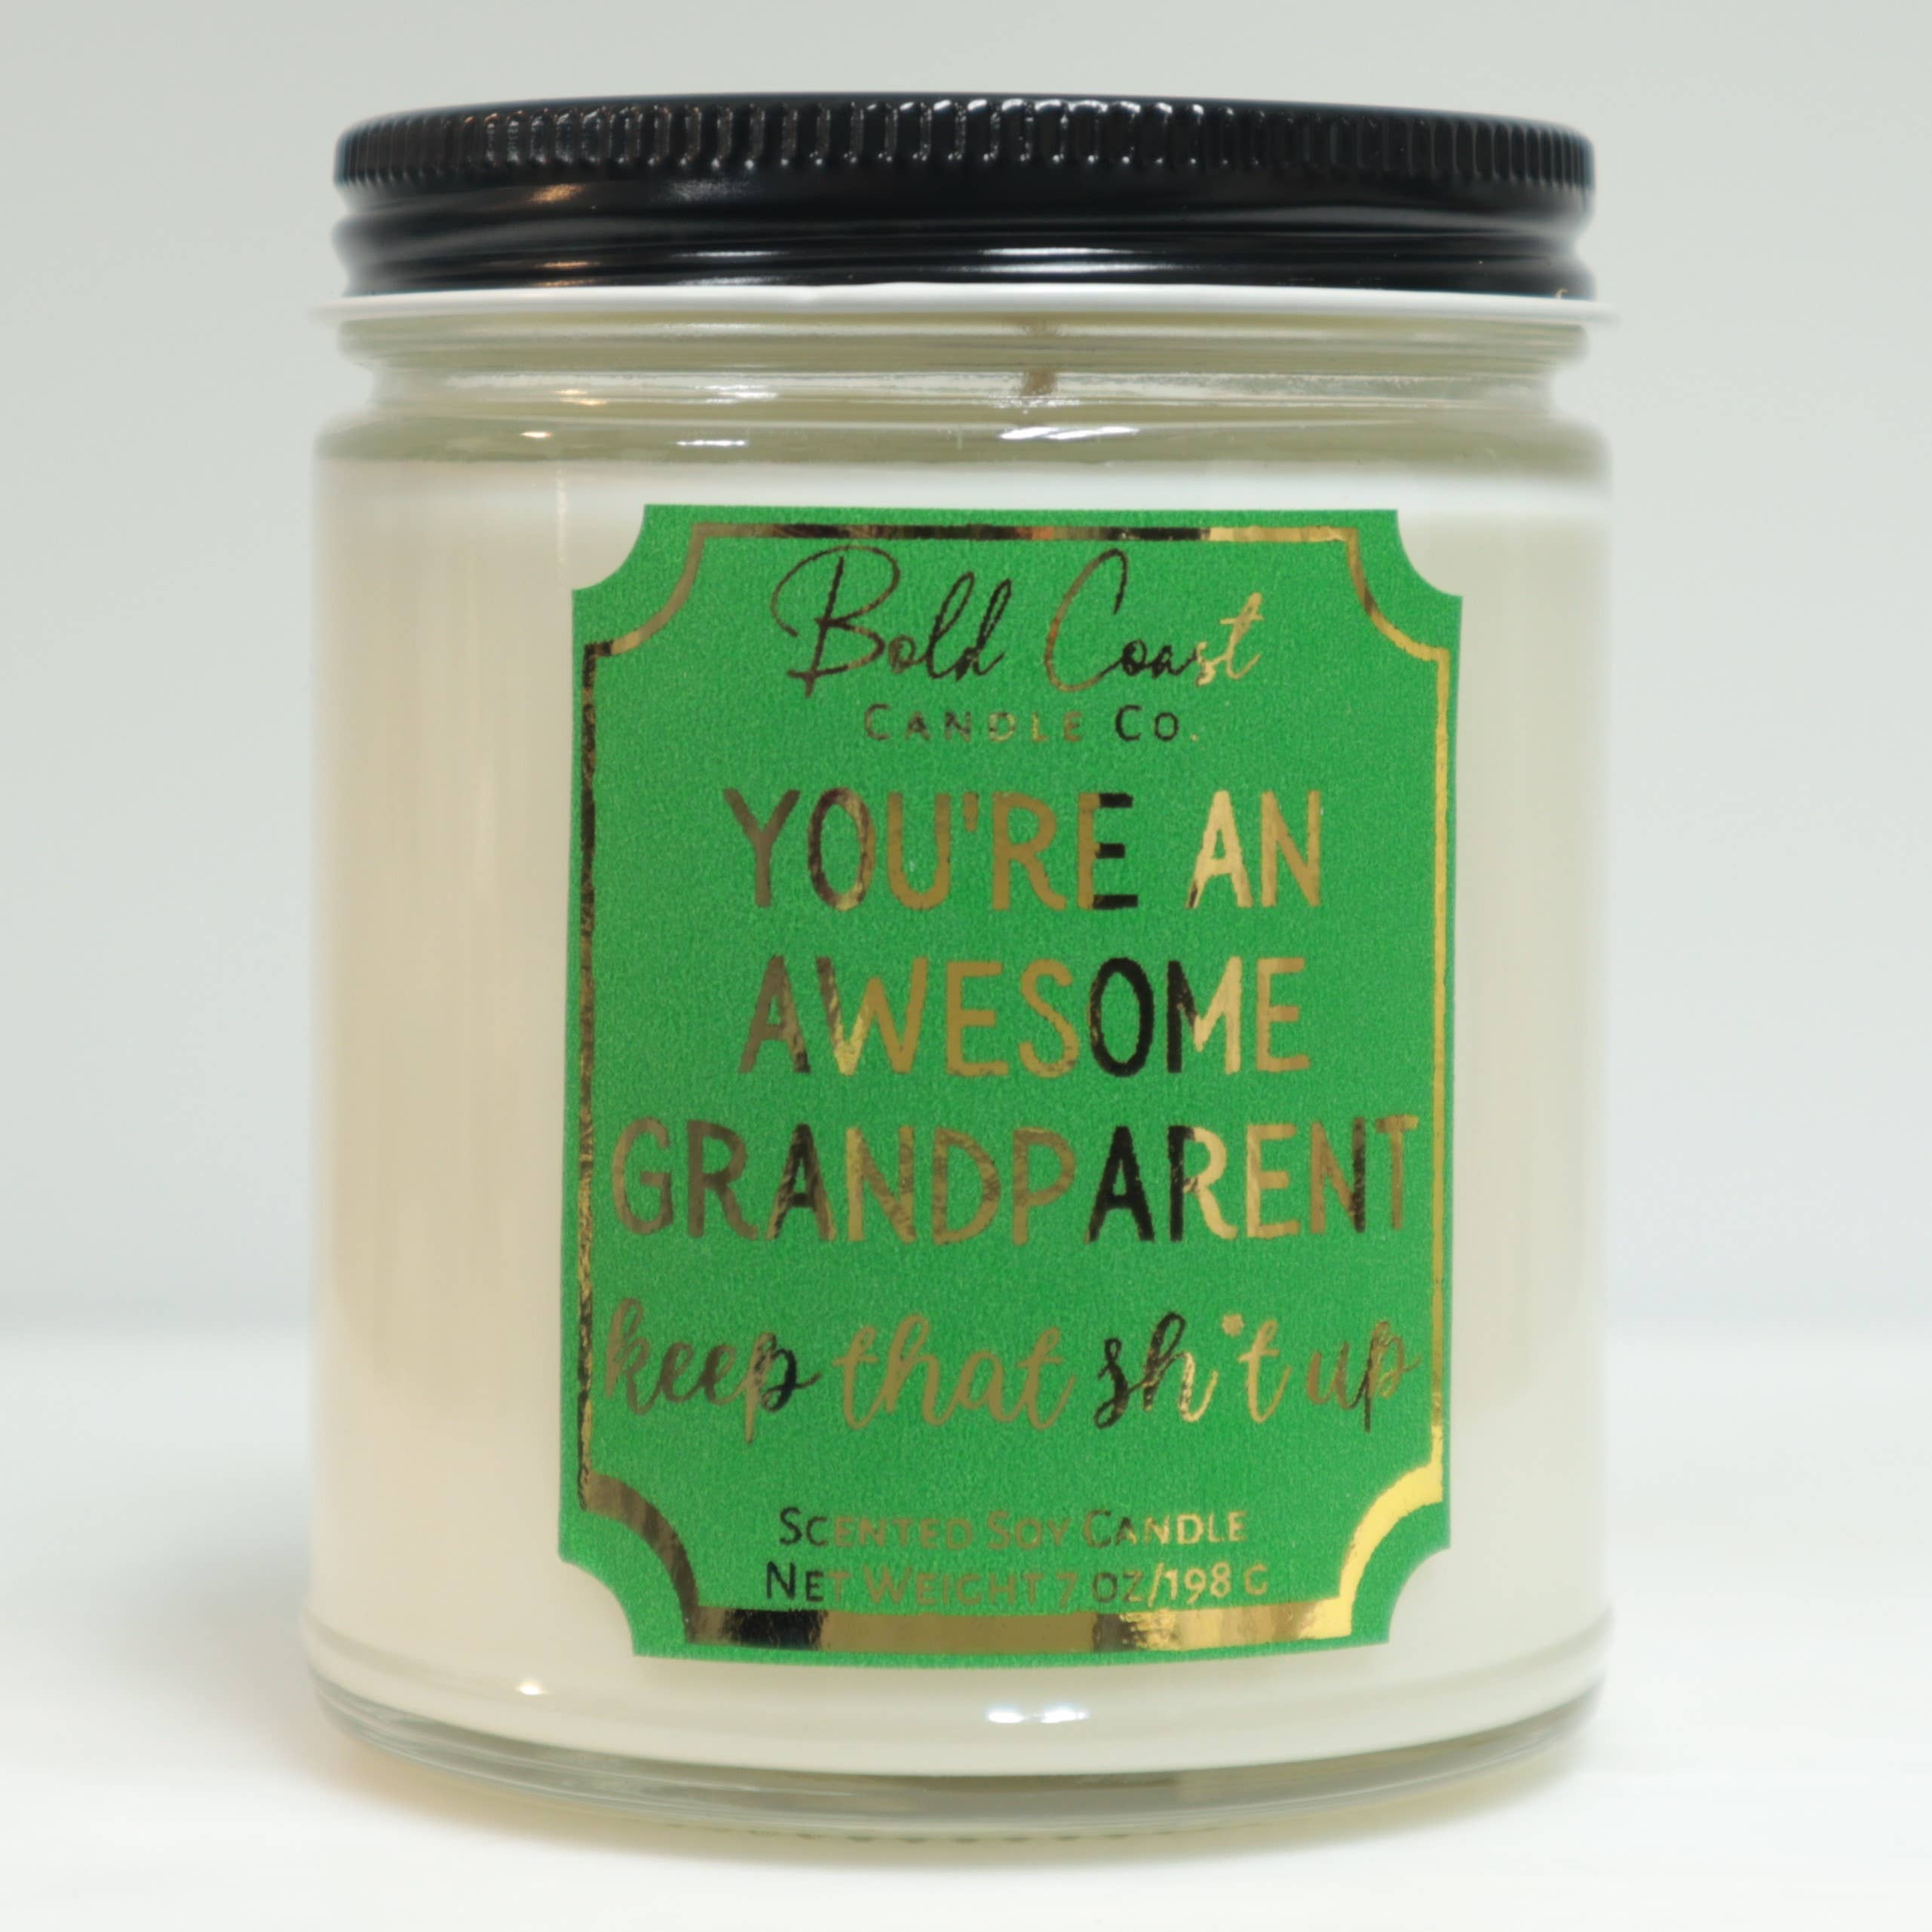 Bold Coast
CANDLE CO.
YOU'RE AN
AWESOME
GRANDPARENT
keep that sh*t up
SCENTED SOY CANDLE
NET WEIGHT 7 OZ/198 G